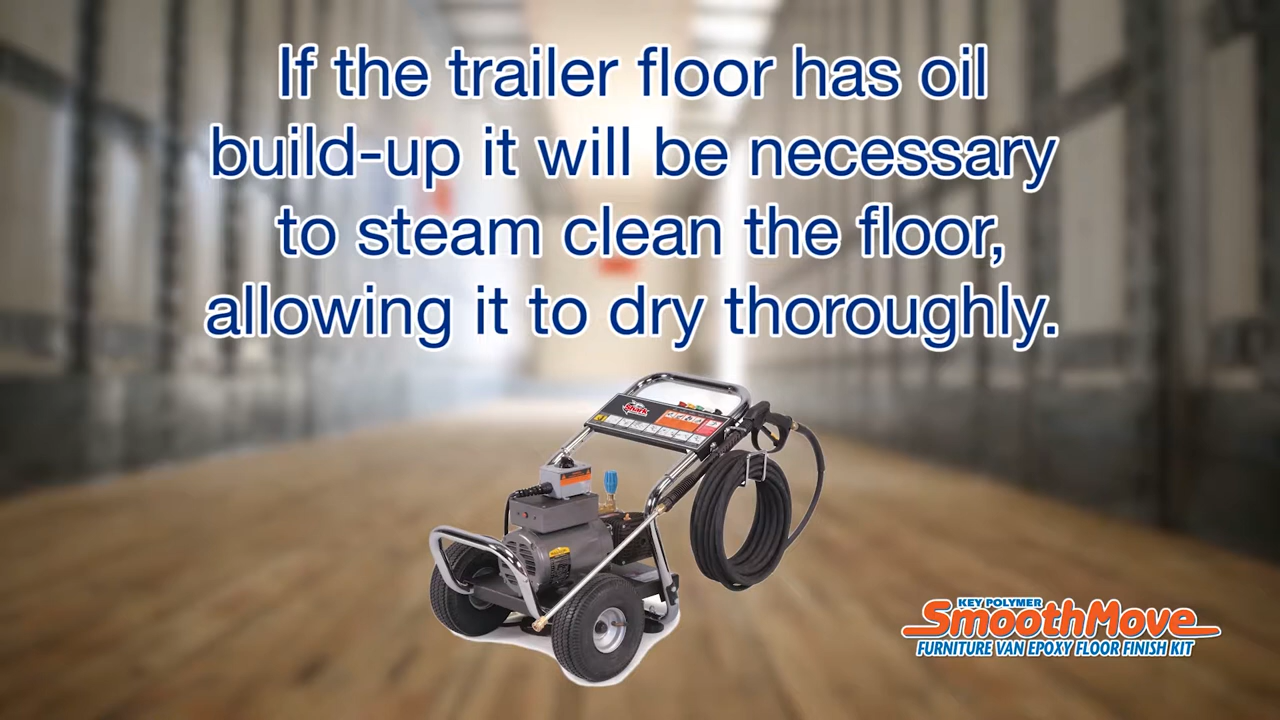 If the trailer floor has oil
build-up it will be necessary
to steam clean the floor,
allowing it to dry thoroughly.
Shark
KEY POLYMER
SmoothMove
FURNITURE VAN EPOXY FLOOR FINISH KIT